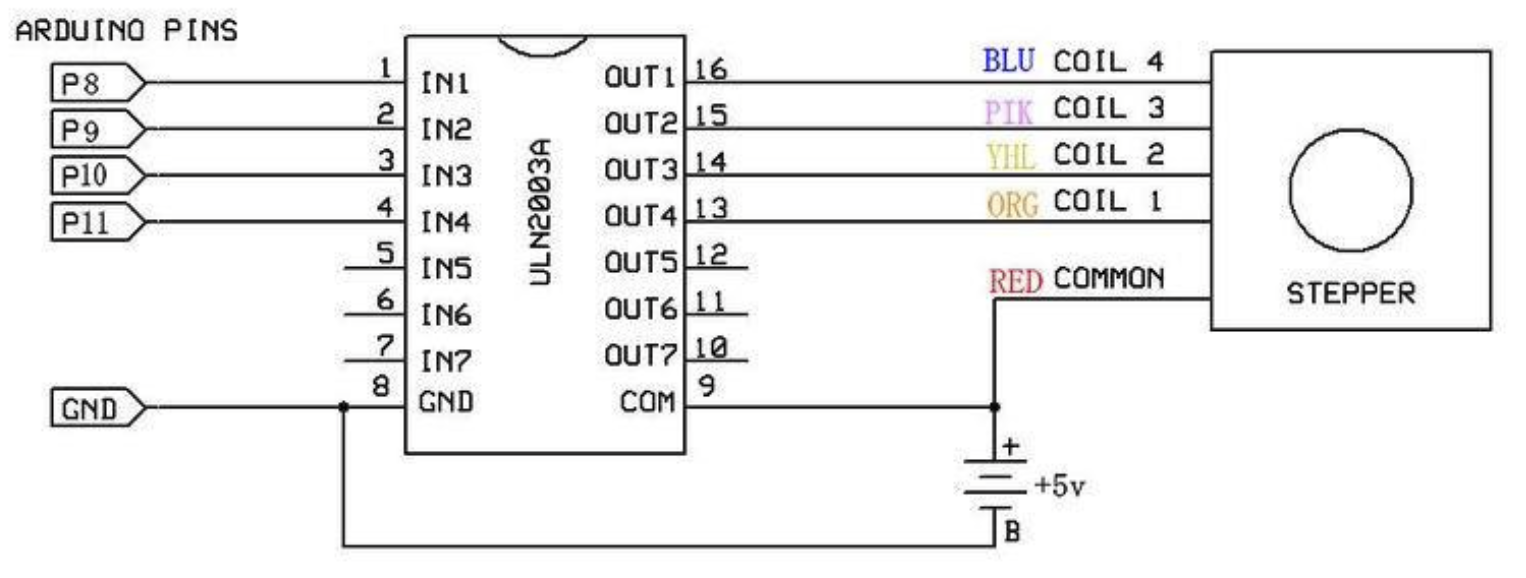 ARDUINO PINS
P8
P9
P10
P11
GND
1
2
3
4
5
6
7
8
IN1
IN2
IN3
IN4
IN5
IN6
IN7
GND
ULN2003A
OUT1
OUT2
OUT3
OUT4
OUT5
OUT6
OUT7
COM
16
15
14
13
12
11
10
9
BLU COIL 4
PIK COIL 3
YHL COIL 2
ORG COIL 1
RED COMMON
STEPPER
+
+5v
B